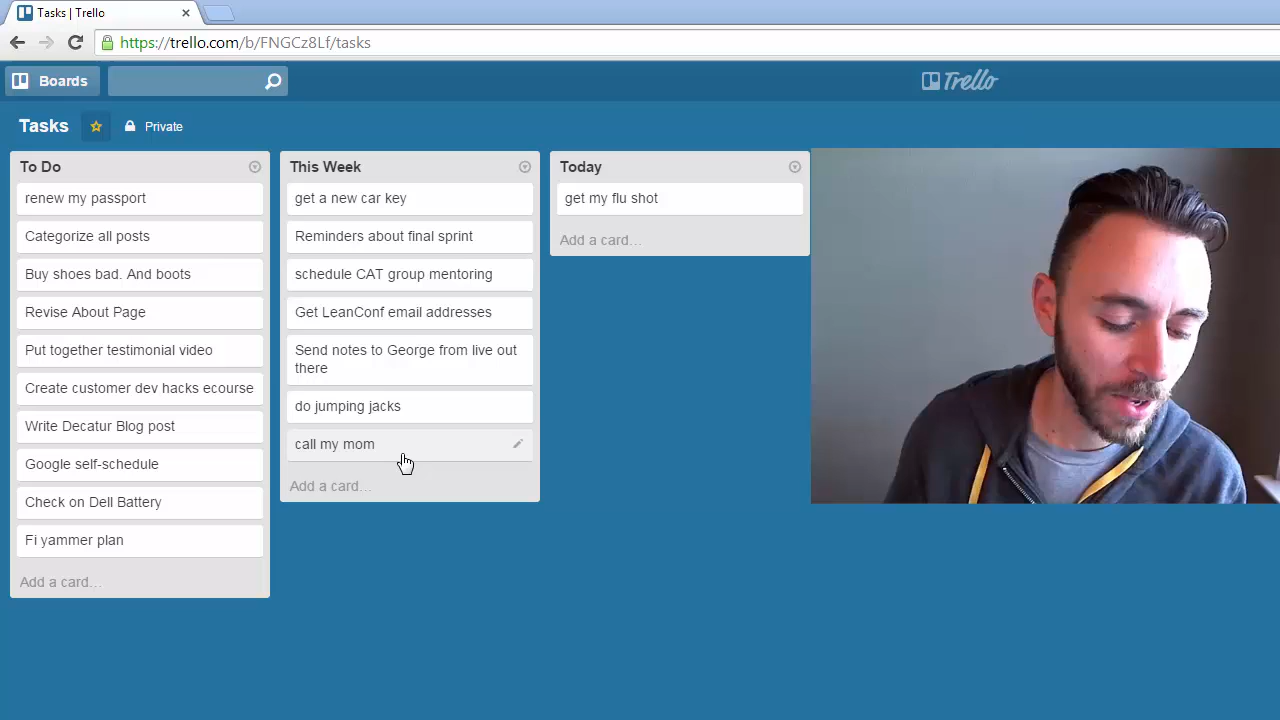 Tasks | Trello
https://trello.com/b/FNGCz8Lf/tasks
Boards
Trello
Tasks
Private
To Do
renew my passport
Categorize all posts
Buy shoes bad. And boots
Revise About Page
Put together testimonial video
Create customer dev hacks ecourse
Write Decatur Blog post
Google self-schedule
Check on Dell Battery
Fi yammer plan
Add a card...
This Week
get a new car key
Reminders about final sprint
schedule CAT group mentoring
Get LeanConf email addresses
Send notes to George from live out
there
do jumping jacks
call my mom
Add a card...
Today
get my flu shot
Add a card...